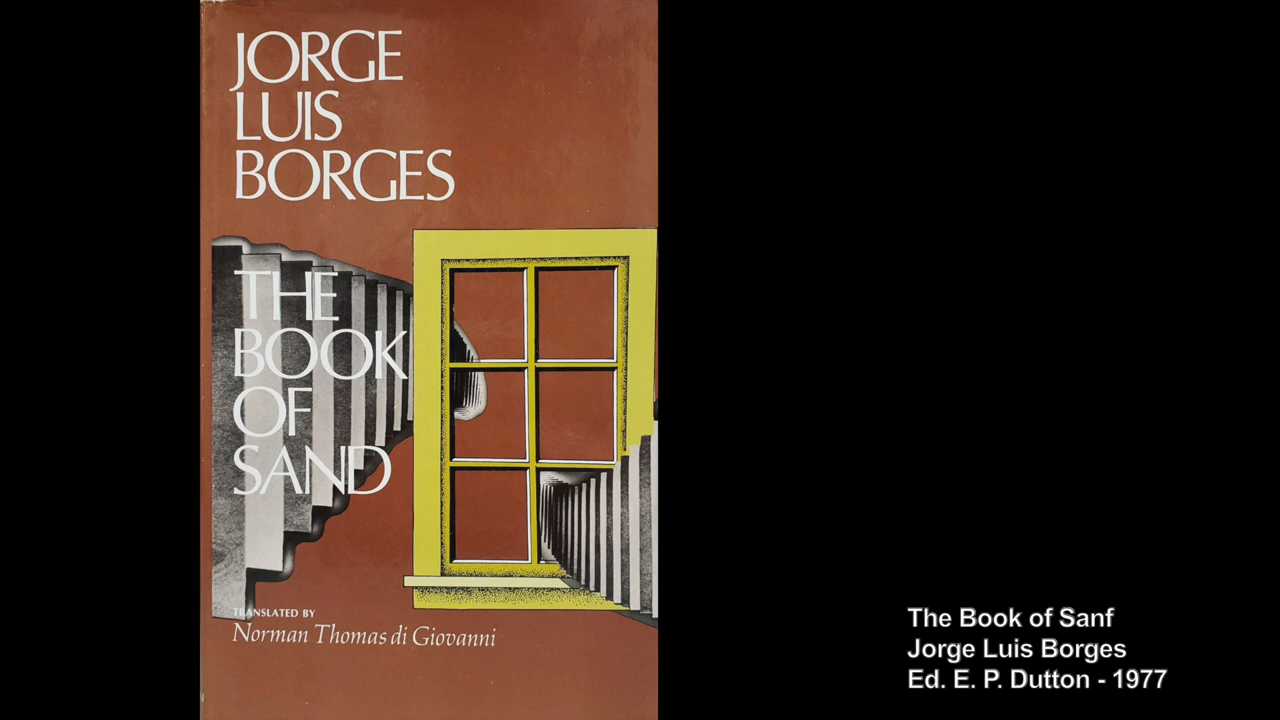 JORGE
LUIS
BORGES
THE
BOOK
OF
SAND
TRANSLATED BY
Norman Thomas di Giovanni
The Book of Sanf
Jorge Luis Borges
Ed. E. P. Dutton - 1977